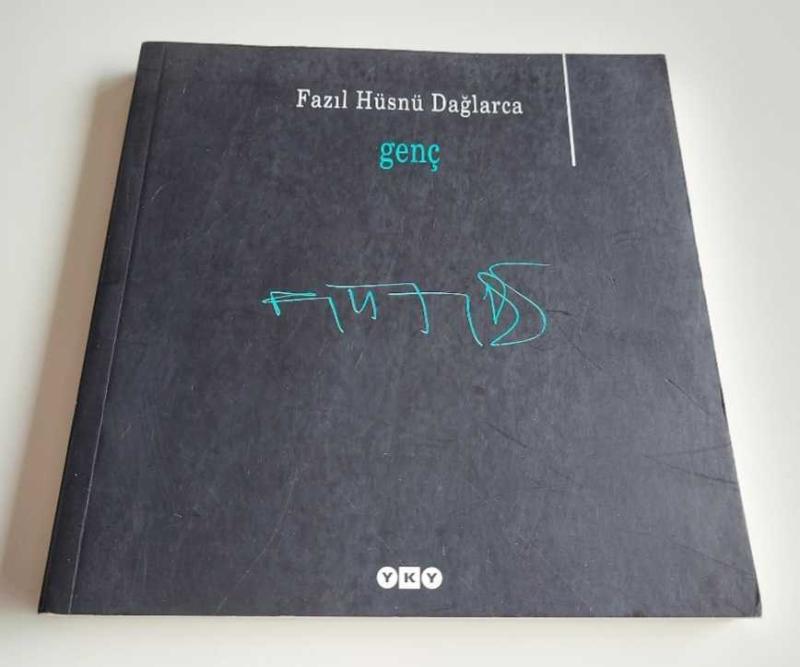 Fazıl Hüsnü Dağlarca
genç
YKY